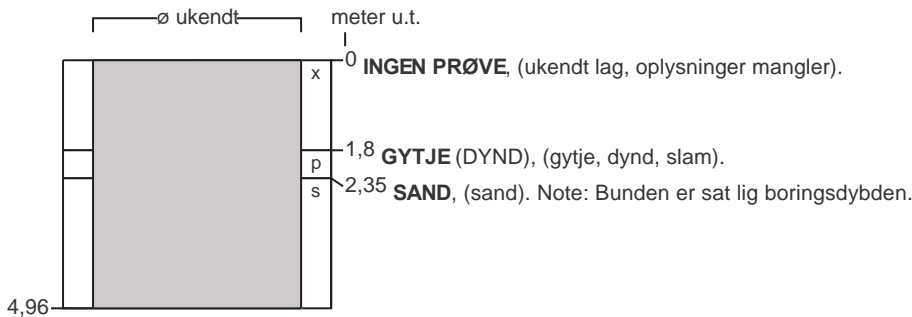 ø ukendt
meter u.t.
x
0 INGEN PRØVE, (ukendt lag, oplysninger mangler).
1,8 GYTJE (DYND), (gytje, dynd, slam).
p
2,35 SAND, (sand). Note: Bunden er sat lig boringsdybden.
s
4,96